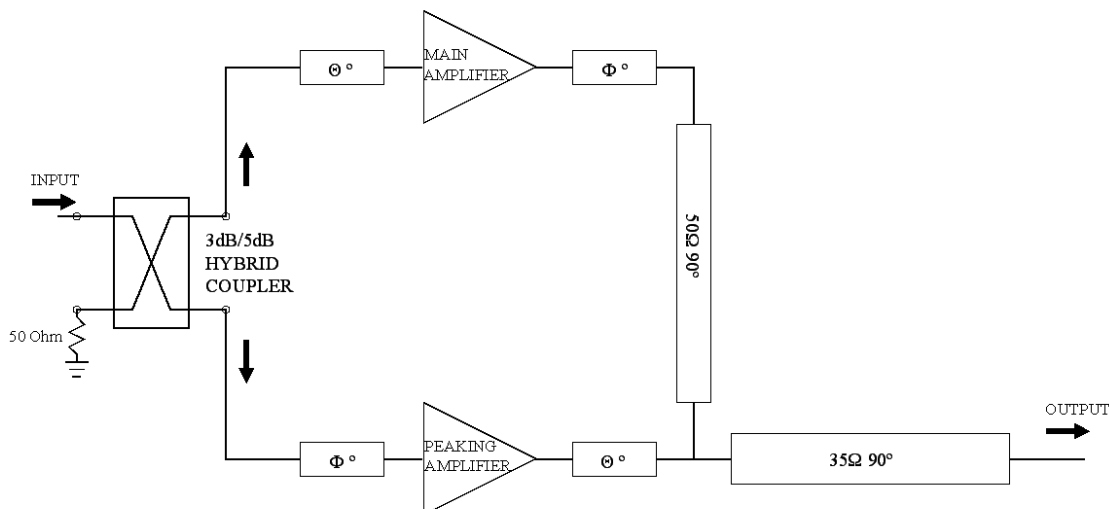 Θ °
MAIN
AMPLIFIER
Φ °
INPUT
50Ω 90°
3dB/5dB
HYBRID
COUPLER
50 Ohm
OUTPUT
Φ °
PEAKING
AMPLIFIER
Θ °
35Ω 90°